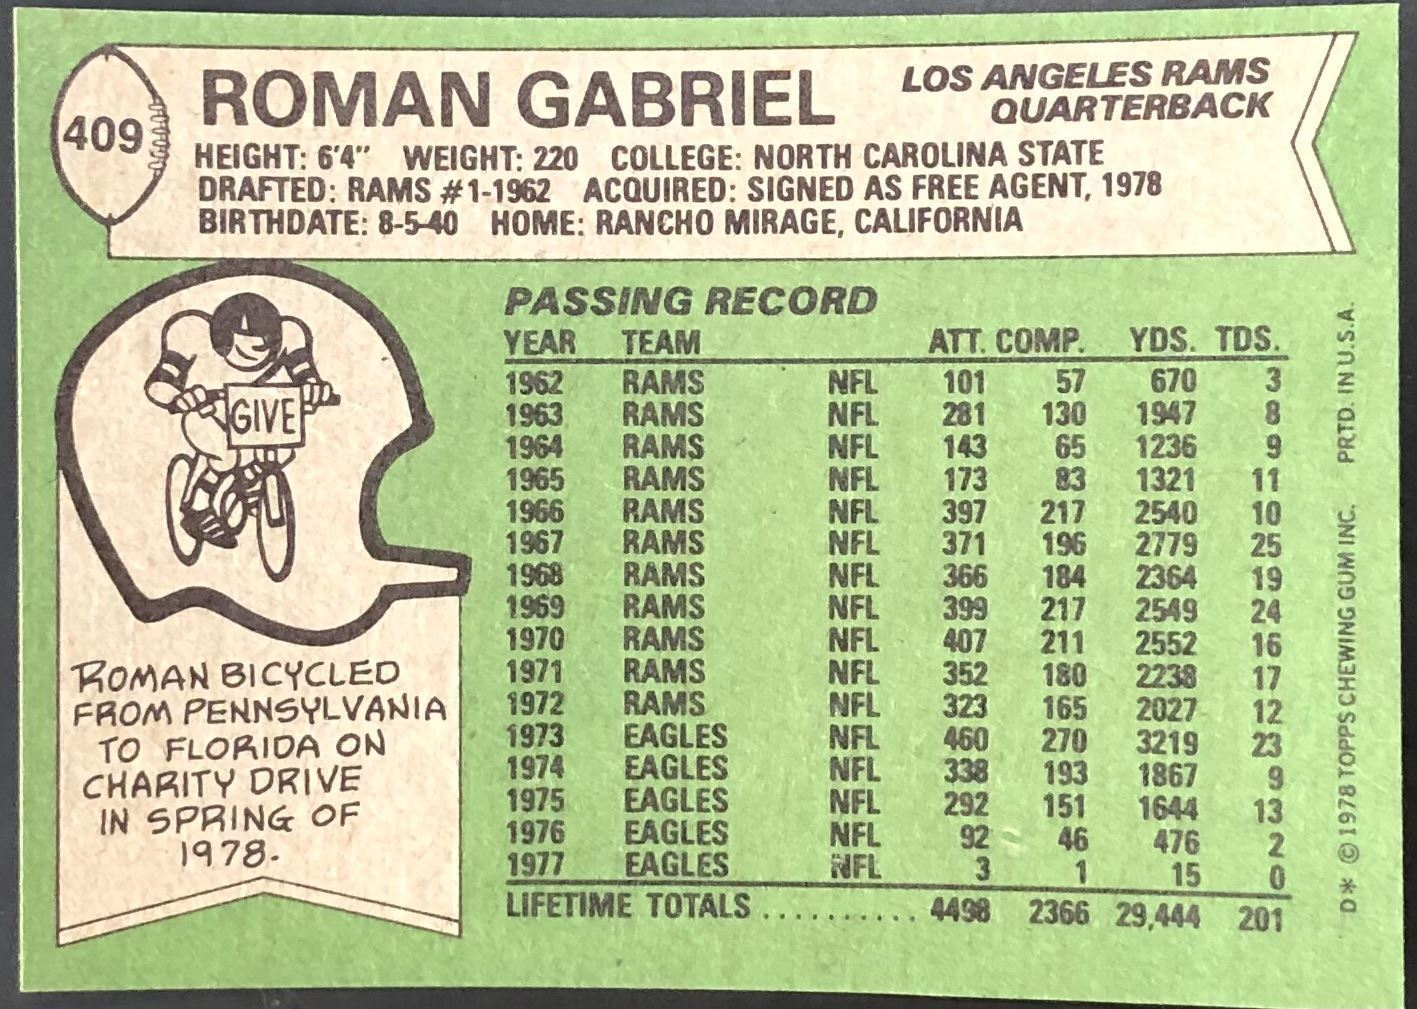 409
ROMAN GABRIEL
LOS ANGELES RAMS
QUARTERBACK
HEIGHT: 6'4" WEIGHT: 220 COLLEGE: NORTH CAROLINA STATE
DRAFTED: RAMS #1-1962 ACQUIRED: SIGNED AS FREE AGENT, 1978
BIRTHDATE: 8-5-40 HOME: RANCHO MIRAGE, CALIFORNIA
GIVE
ROMAN BICYCLED
FROM PENNSYLVANIA
TO FLORIDA ON
CHARITY DRIVE
IN SPRING OF
1978.
PASSING RECORD
YEAR TEAM ATT. COMP. YDS. TDS.
1962 RAMS NFL 101 57 670 3
1963 RAMS NFL 281 130 1947 8
1964 RAMS NFL 143 65 1236 9
1965 RAMS NFL 173 83 1321 11
1966 RAMS NFL 397 217 2540 10
1967 RAMS NFL 371 196 2779 25
1968 RAMS NFL 366 184 2364 19
1969 RAMS NFL 399 217 2549 24
1970 RAMS NFL 407 211 2552 16
1971 RAMS NFL 352 180 2238 17
1972 RAMS NFL 323 165 2027 12
1973 EAGLES NFL 460 270 3219 23
1974 EAGLES NFL 338 193 1867 9
1975 EAGLES NFL 292 151 1644 13
1976 EAGLES NFL 92 46 476 2
1977 EAGLES NFL 3 1 15 0
LIFETIME TOTALS .......... 4498 2366 29,444 201
D* © 1978 TOPPS CHEWING GUM INC. PRTD. IN U.S.A.